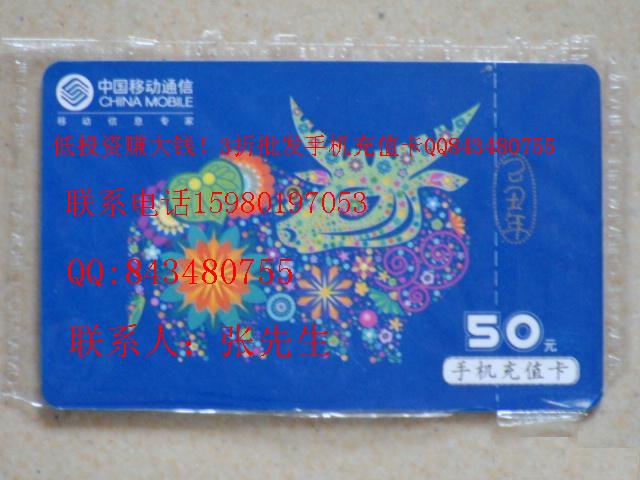 中国移动通信
CHINA MOBILE
移动信息专家
低投资赚大钱！3折批发手机充值卡QQ843480755
己丑年
联系电话15980197053
QQ:843480755
联系人：张先生
50元
手机充值卡